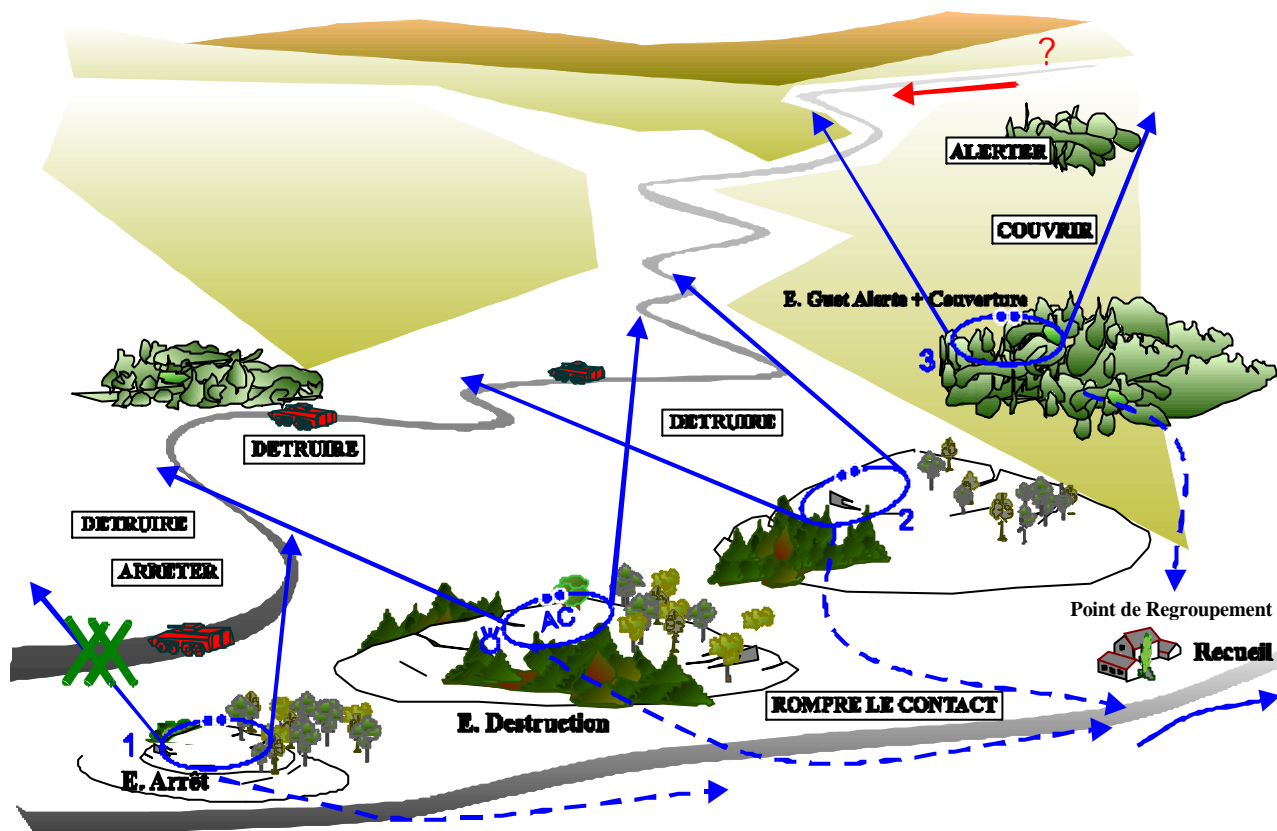 ?
ALERTER
COUVRIR
E. Guet Alerte + Couverture
3
DETRUIRE
DETRUIRE
DETRUIRE
ARRETER
2
AC
Point de Regroupement
Recueil
ROMPRE LE CONTACT
E. Destruction
1
E. Arrêt